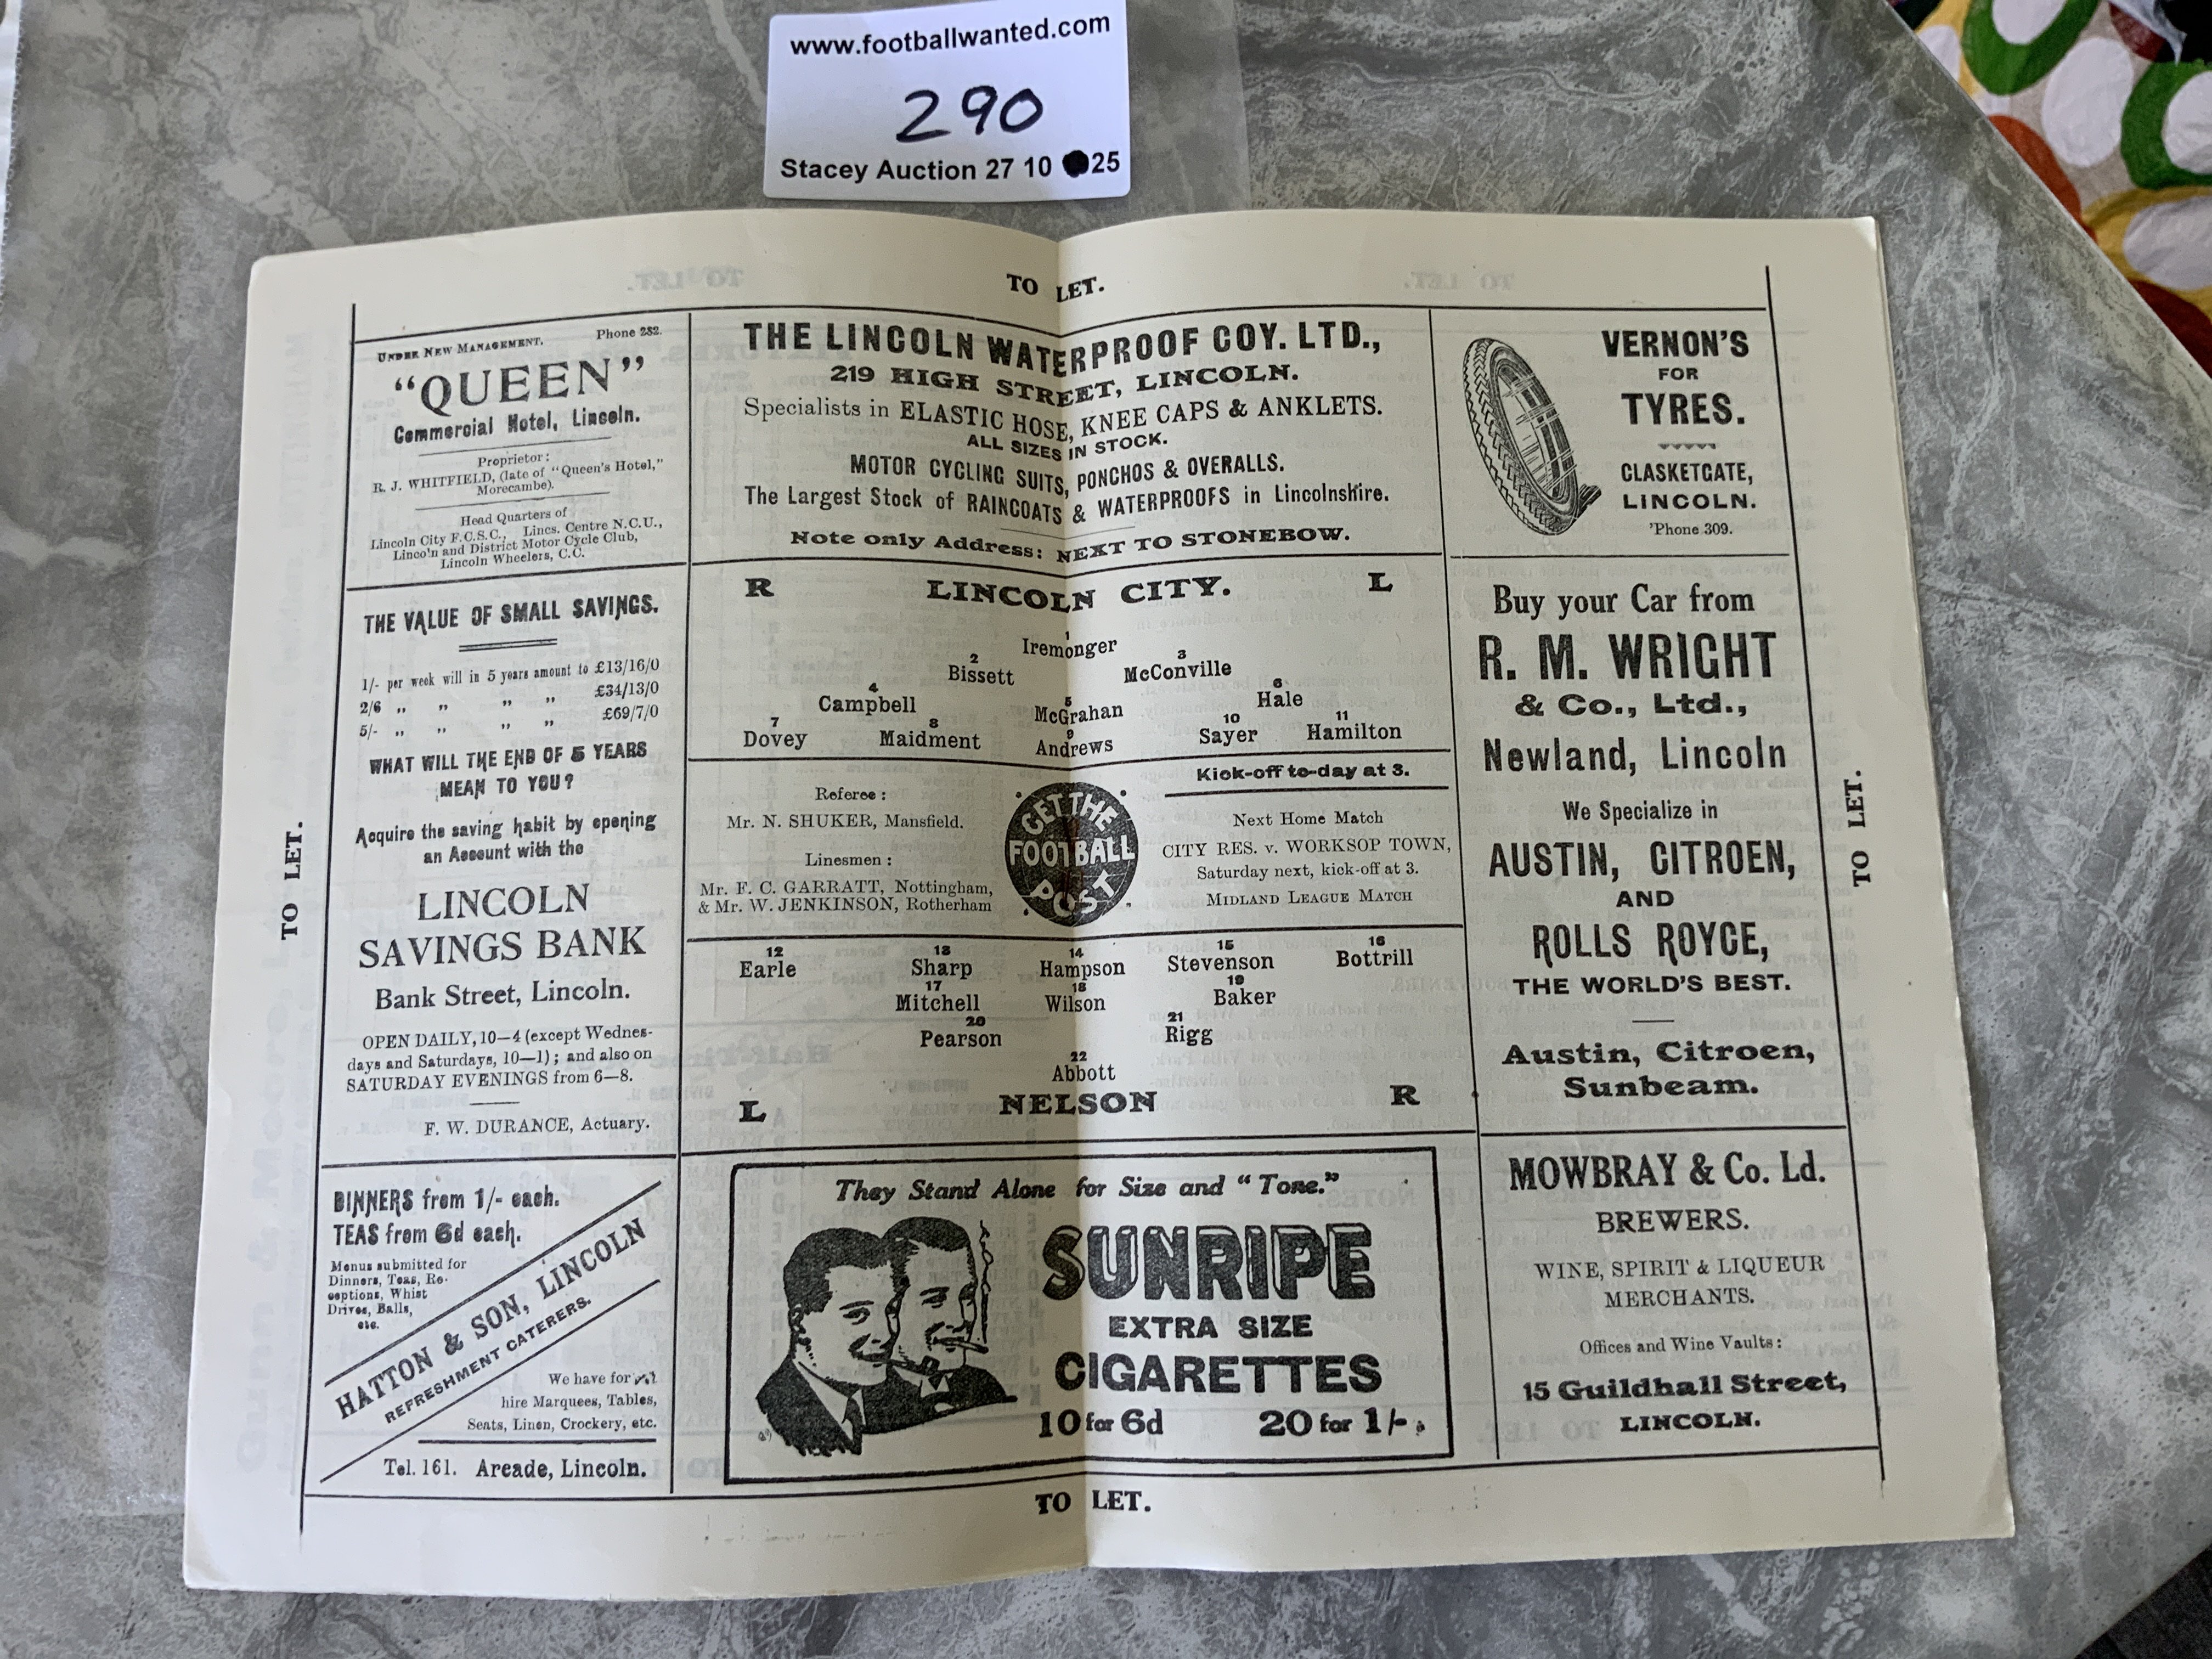 www.footballwanted.com
290
Stacey Auction 27 10 25
TO LET.
TO LET.
TO LET.
UNDER NEW MANAGEMENT. Phone 282.
"QUEEN"
Commercial Hotel, Lincoln.
Proprietor:
R. J. WHITFIELD, (late of "Queen's Hotel,"
Morecambe).
Head Quarters of
Lincoln City F.C.S.C., Lincs. Centre N.C.U.,
Lincoln and District Motor Cycle Club,
Lincoln Wheelers, C.C.
THE VALUE OF SMALL SAVINGS.
1/- per week will in 5 years amount to £13/16/0
2/6 „ „ „ „ £34/13/0
5/- „ „ „ „ £69/7/0
WHAT WILL THE END OF 5 YEARS
MEAN TO YOU?
Acquire the saving habit by opening
an Account with the
LINCOLN
SAVINGS BANK
Bank Street, Lincoln.
OPEN DAILY, 10—4 (except Wednes-
days and Saturdays, 10—1); and also on
SATURDAY EVENINGS from 6—8.
F. W. DURANCE, Actuary.
DINNERS from 1/- each.
TEAS from 6d each.
Menus submitted for
Dinners, Teas, Re-
ceptions, Whist
Drives, Balls,
etc.
HATTON & SON, LINCOLN
REFRESHMENT CATERERS.
We have for
hire Marquees, Tables,
Seats, Linen, Crockery, etc.
Tel. 161. Arcade, Lincoln.
THE LINCOLN WATERPROOF COY. LTD.,
219 HIGH STREET, LINCOLN.
Specialists in ELASTIC HOSE, KNEE CAPS & ANKLETS.
ALL SIZES IN STOCK.
MOTOR CYCLING SUITS, PONCHOS & OVERALLS.
The Largest Stock of RAINCOATS & WATERPROOFS in Lincolnshire.
Note only Address: NEXT TO STONEBOW.
R LINCOLN CITY. L
1
Iremonger
2 3
Bissett McConville
4 5 6
Campbell McGrahan Hale
7 8 9 10 11
Dovey Maidment Andrews Sayer Hamilton
Referee:
Mr. N. SHUKER, Mansfield.
Linesmen:
Mr. F. C. GARRATT, Nottingham,
& Mr. W. JENKINSON, Rotherham
GET THE
FOOTBALL
POST
Kick-off to-day at 3.
Next Home Match
CITY RES. v. WORKSOP TOWN,
Saturday next, kick-off at 3.
MIDLAND LEAGUE MATCH
12 13 14 15 16
Earle Sharp Hampson Stevenson Bottrill
17 18 19
Mitchell Wilson Baker
20 21
Pearson Rigg
22
Abbott
L NELSON R
They Stand Alone for Size and "Tone."
SUNRIPE
EXTRA SIZE
CIGARETTES
10 for 6d 20 for 1/-
VERNON'S
FOR
TYRES.
CLASKETGATE,
LINCOLN.
'Phone 309.
Buy your Car from
R. M. WRIGHT
& Co., Ltd.,
Newland, Lincoln
We Specialize in
AUSTIN, CITROEN,
AND
ROLLS ROYCE,
THE WORLD'S BEST.
Austin, Citroen,
Sunbeam.
MOWBRAY & Co. Ld.
BREWERS.
WINE, SPIRIT & LIQUEUR
MERCHANTS.
Offices and Wine Vaults:
15 Guildhall Street,
LINCOLN.
TO LET.